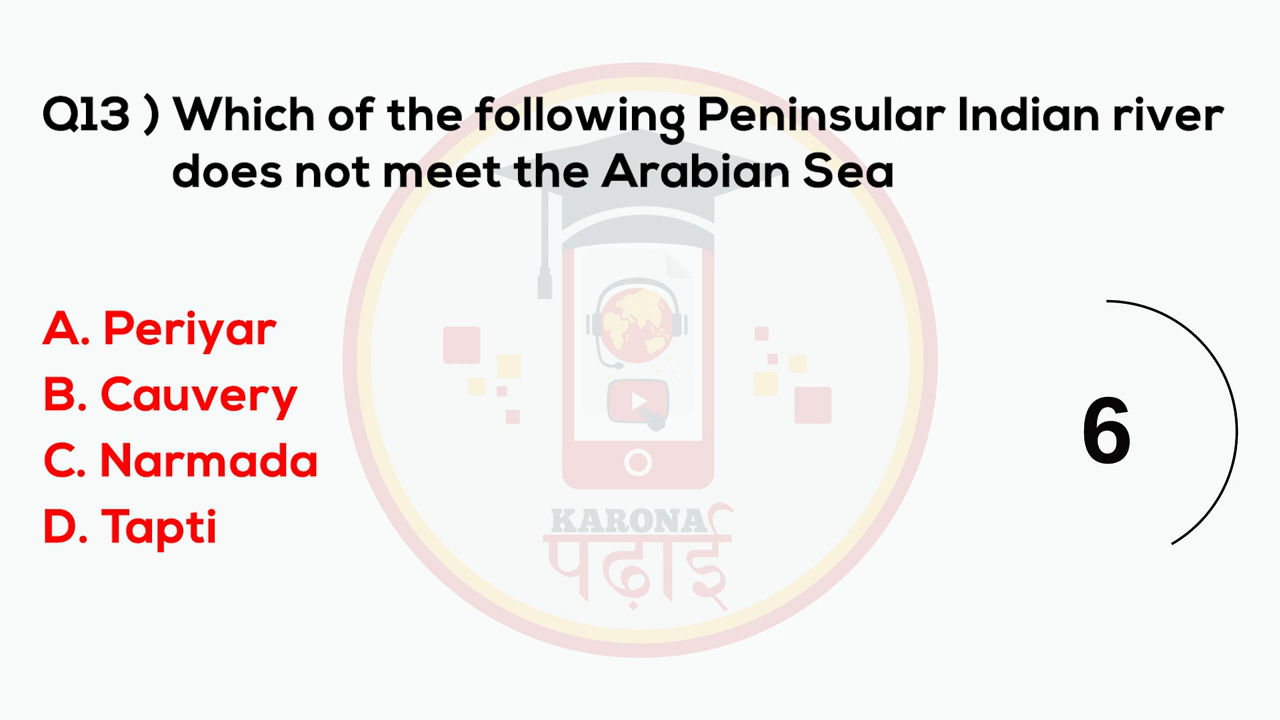 Q13 ) Which of the following Peninsular Indian river
does not meet the Arabian Sea
A. Periyar
B. Cauvery
C. Narmada
D. Tapti
6
KARONA
पढ़ाई